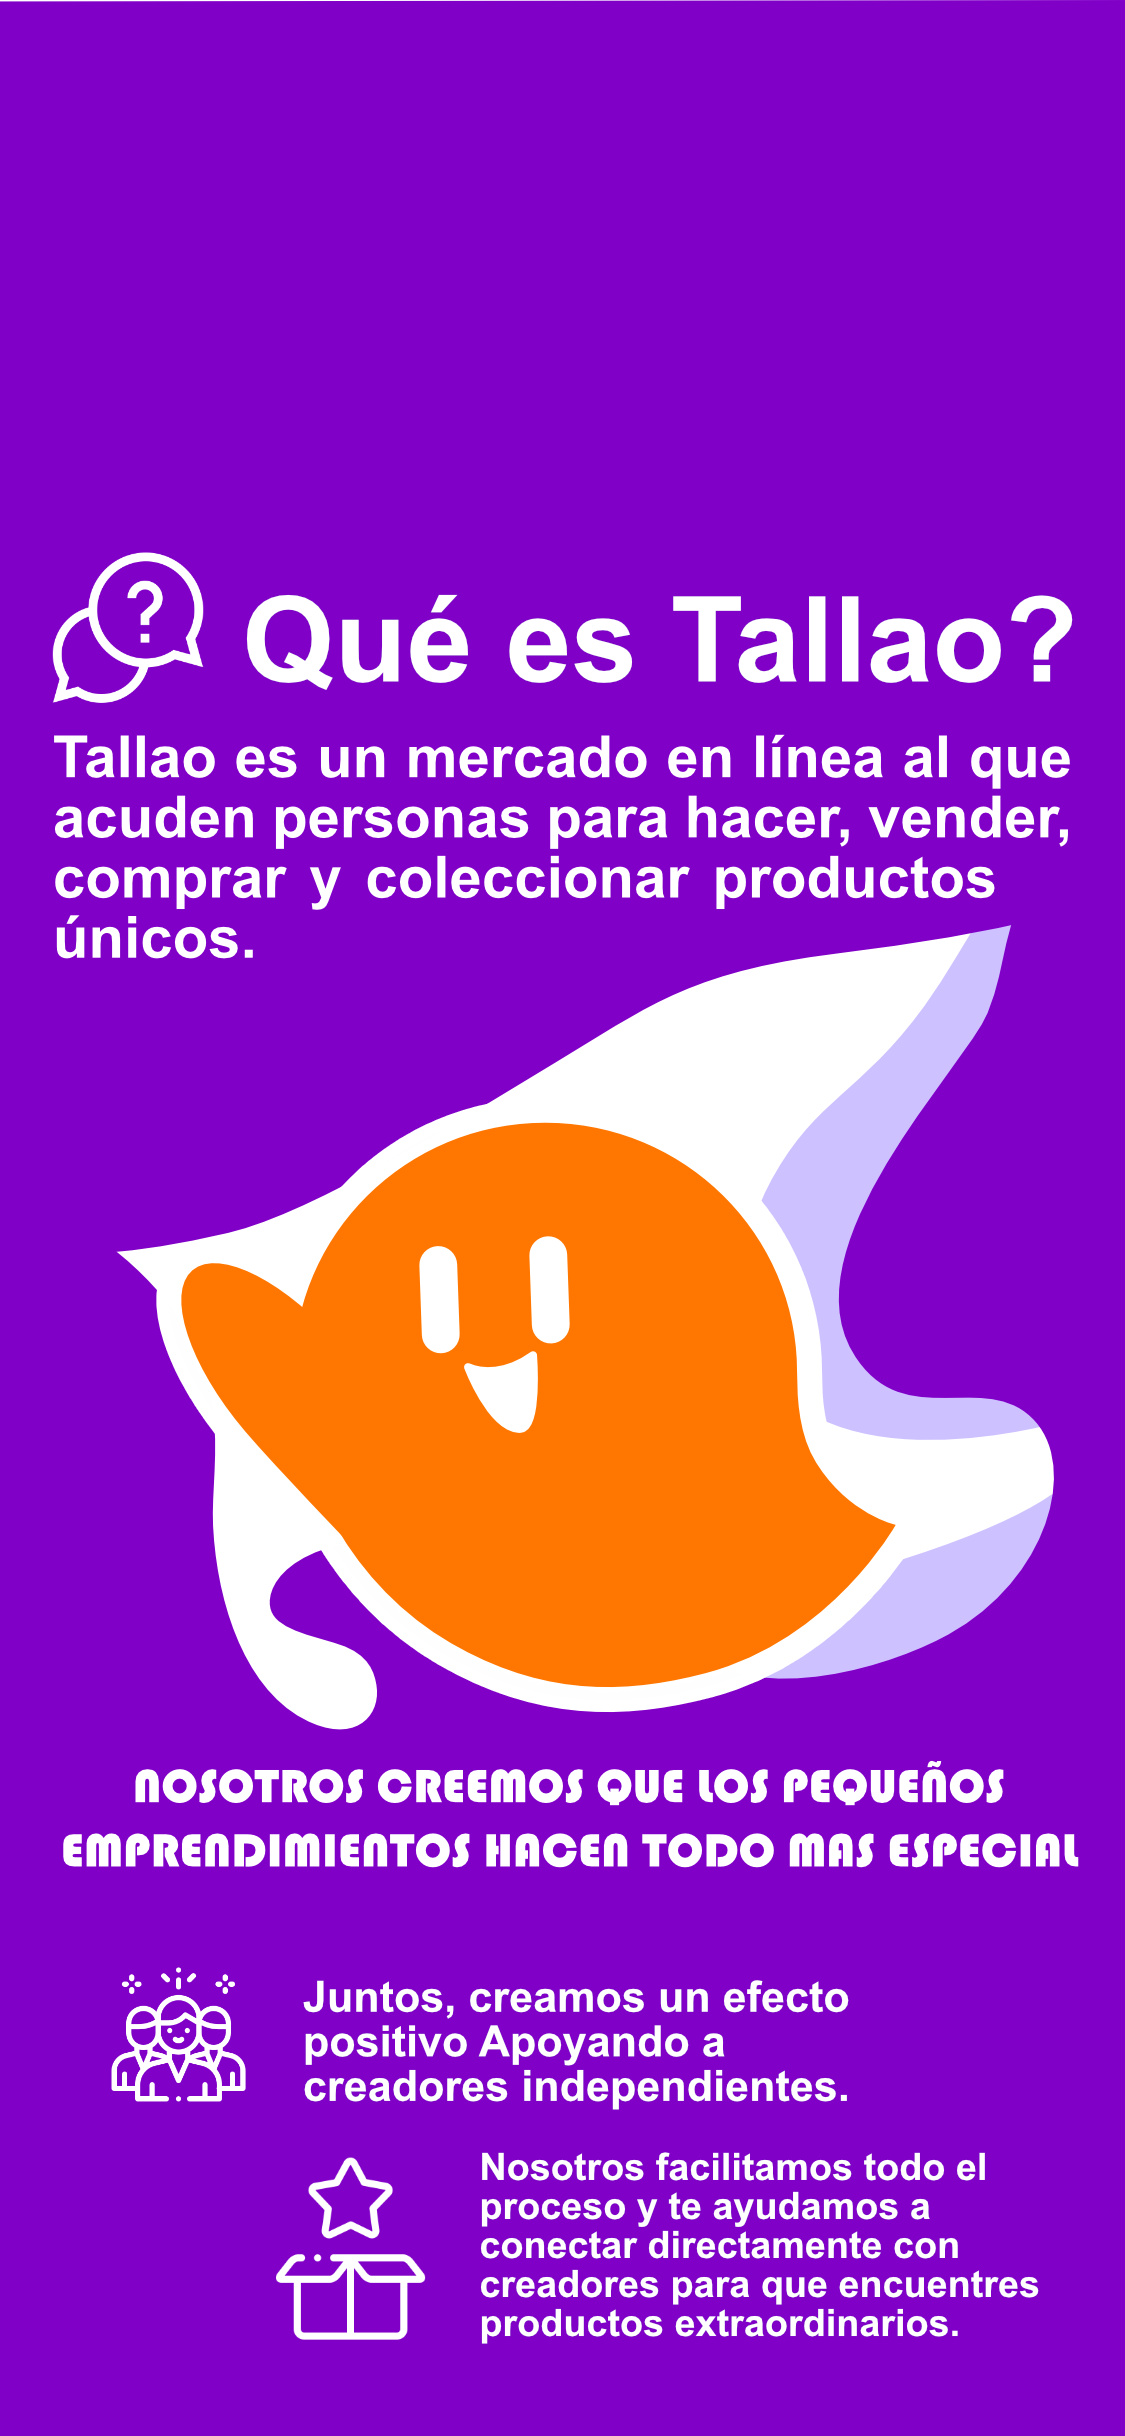 Qué es Tallao?
Tallao es un mercado en línea al que
acuden personas para hacer, vender,
comprar y coleccionar productos
únicos.
NOSOTROS CREEMOS QUE LOS PEQUEÑOS
EMPRENDIMIENTOS HACEN TODO MAS ESPECIAL
Juntos, creamos un efecto
positivo Apoyando a
creadores independientes.
Nosotros facilitamos todo el
proceso y te ayudamos a
conectar directamente con
creadores para que encuentres
productos extraordinarios.